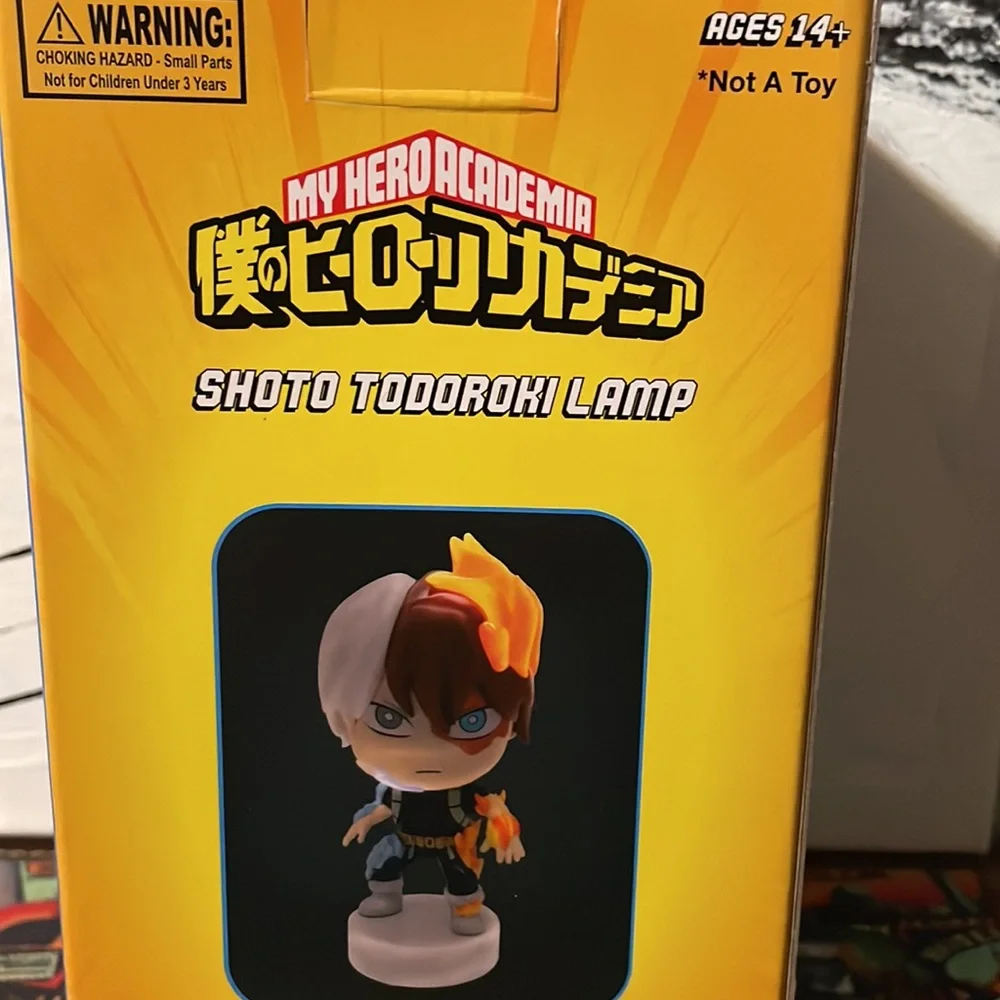 WARNING:
CHOKING HAZARD - Small Parts
Not for Children Under 3 Years
AGES 14+
*Not A Toy
MY HERO ACADEMIA
僕のヒーローアカデミア
SHOTO TODOROKI LAMP